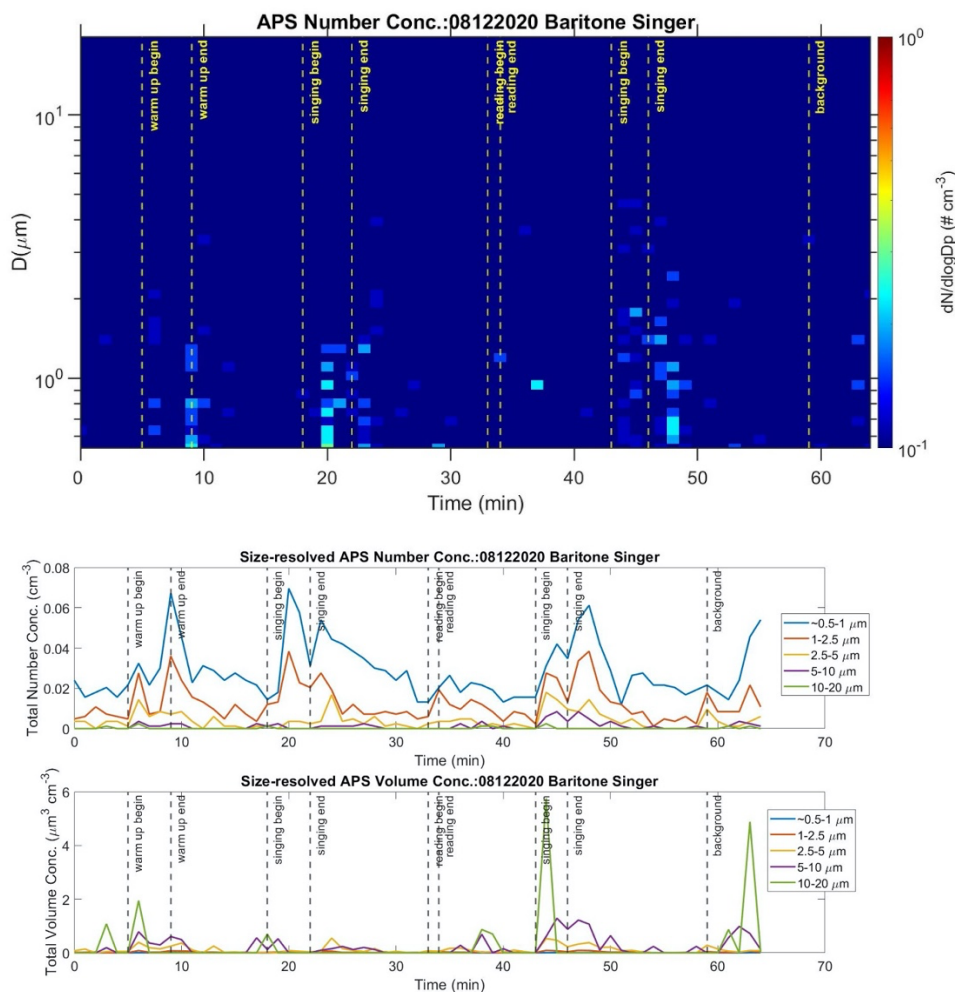 APS Number Conc.:08122020 Baritone Singer
warm up begin
warm up end
singing begin
singing end
reading begin
reading end
singing begin
singing end
background
10¹
10⁰
D(μm)
0 10 20 30 40 50 60
Time (min)
10⁰
10⁻¹
dN/dlogDp (# cm⁻³)
Size-resolved APS Number Conc.:08122020 Baritone Singer
0.08
0.06
0.04
0.02
0
Total Number Conc. (cm⁻³)
warm up begin
warm up end
singing begin
singing end
reading begin
reading end
singing begin
singing end
background
~0.5-1 μm
1-2.5 μm
2.5-5 μm
5-10 μm
10-20 μm
0 10 20 30 40 50 60 70
Time (min)
Size-resolved APS Volume Conc.:08122020 Baritone Singer
6
4
2
0
Total Volume Conc. (μm³ cm⁻³)
warm up begin
warm up end
singing begin
singing end
reading begin
reading end
singing begin
singing end
background
~0.5-1 μm
1-2.5 μm
2.5-5 μm
5-10 μm
10-20 μm
0 10 20 30 40 50 60 70
Time (min)